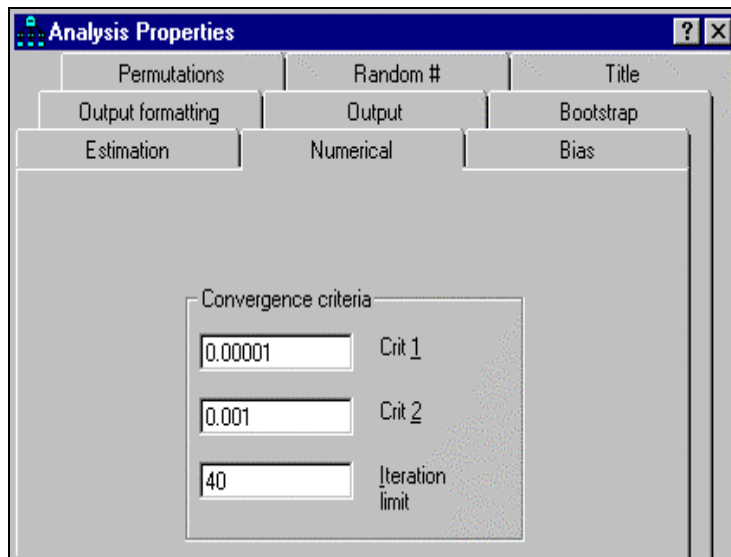 Analysis Properties
Permutations Random # Title
Output formatting Output Bootstrap
Estimation Numerical Bias
Convergence criteria
0.00001 Crit 1
0.001 Crit 2
40 Iteration
limit